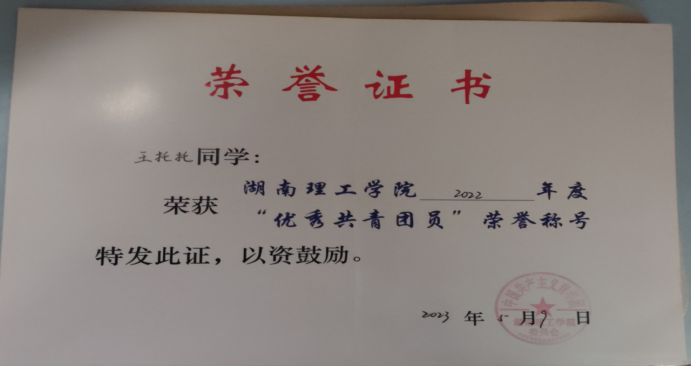 荣誉证书
王托托同学：
荣获 湖南理工学院 2022 年度
“优秀共青团员”荣誉称号
特发此证，以资鼓励。
2023 年 5 月 9 日